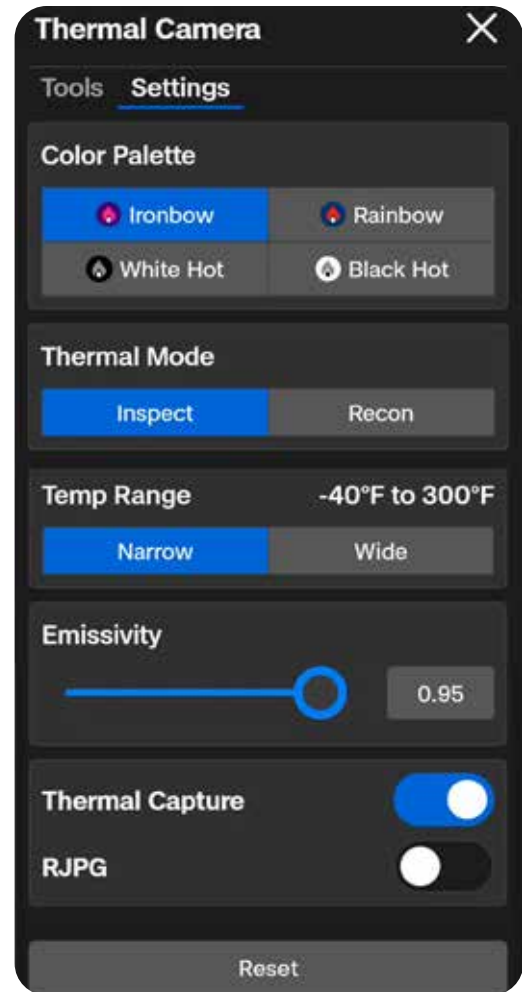 Thermal Camera
Tools Settings
Color Palette
Ironbow Rainbow
White Hot Black Hot
Thermal Mode
Inspect Recon
Temp Range -40°F to 300°F
Narrow Wide
Emissivity
0.95
Thermal Capture
RJPG
Reset